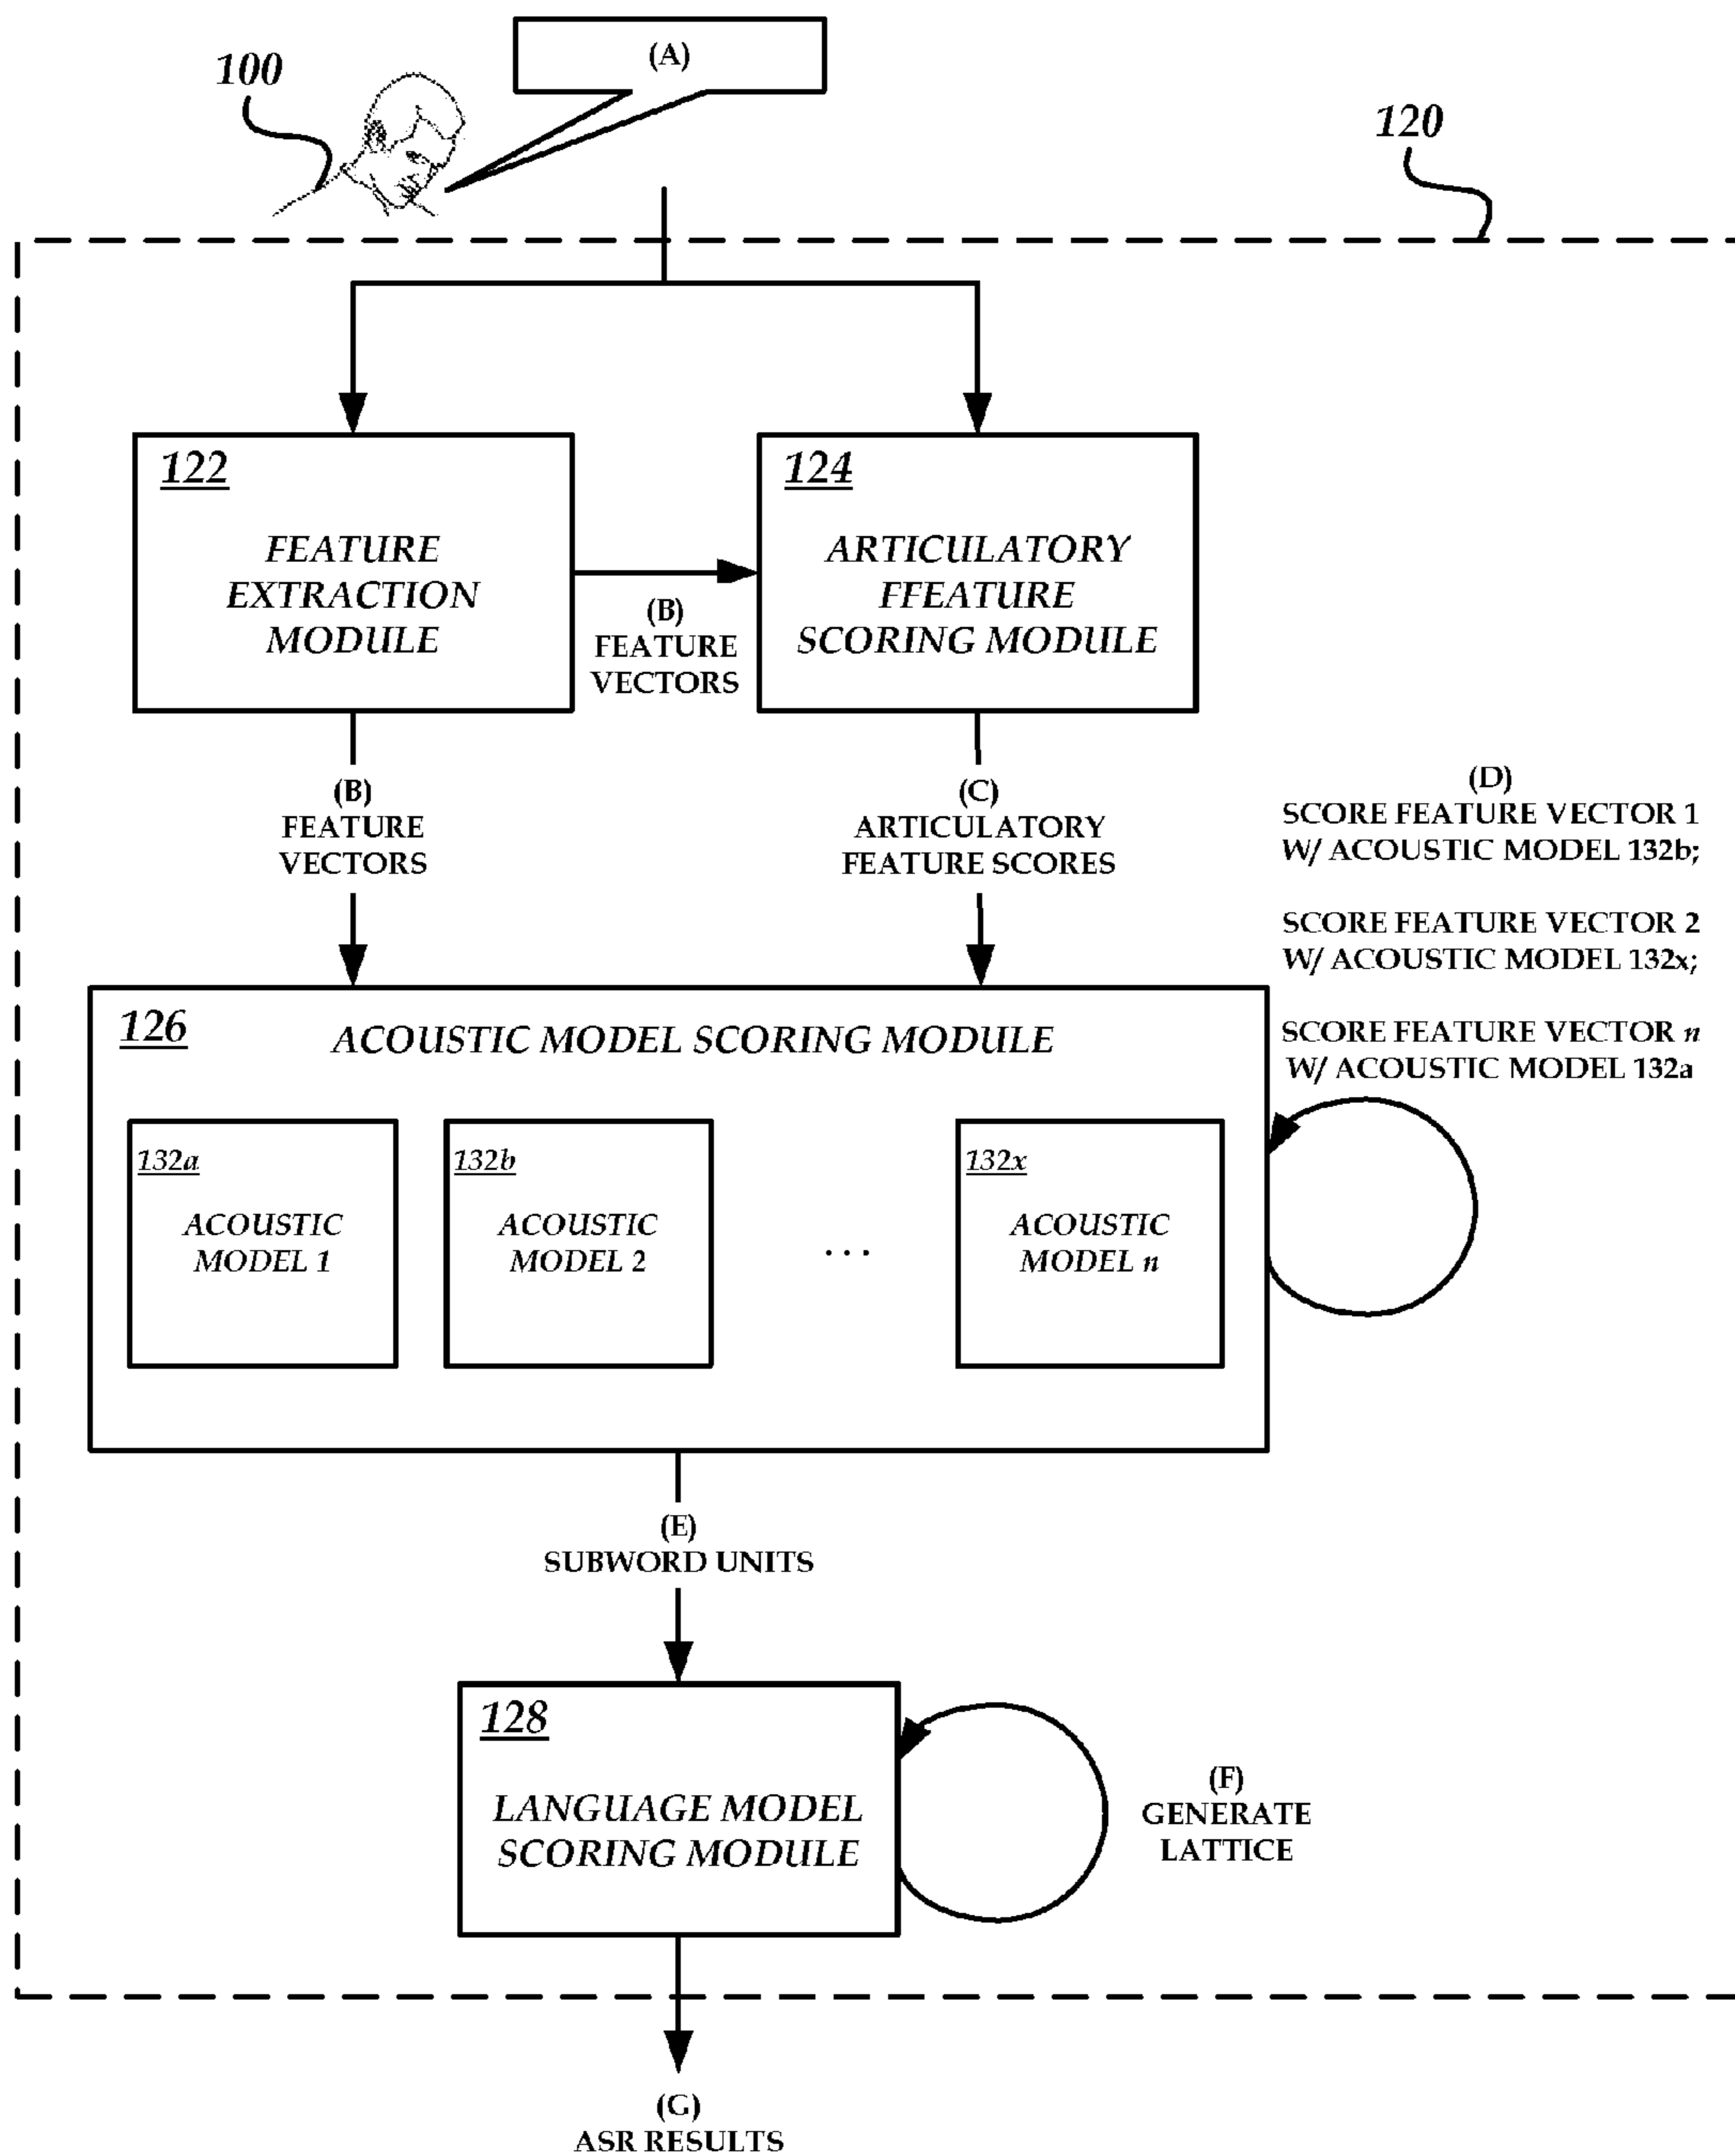 (A)
100
120
122
FEATURE
EXTRACTION
MODULE
(B)
FEATURE
VECTORS
124
ARTICULATORY
FFEATURE
SCORING MODULE
(B)
FEATURE
VECTORS
(C)
ARTICULATORY
FEATURE SCORES
(D)
SCORE FEATURE VECTOR 1
W/ ACOUSTIC MODEL 132b;
SCORE FEATURE VECTOR 2
W/ ACOUSTIC MODEL 132x;
SCORE FEATURE VECTOR n
W/ ACOUSTIC MODEL 132a
126
ACOUSTIC MODEL SCORING MODULE
132a
ACOUSTIC
MODEL 1
132b
ACOUSTIC
MODEL 2
...
132x
ACOUSTIC
MODEL n
(E)
SUBWORD UNITS
128
LANGUAGE MODEL
SCORING MODULE
(F)
GENERATE
LATTICE
(G)
ASR RESULTS